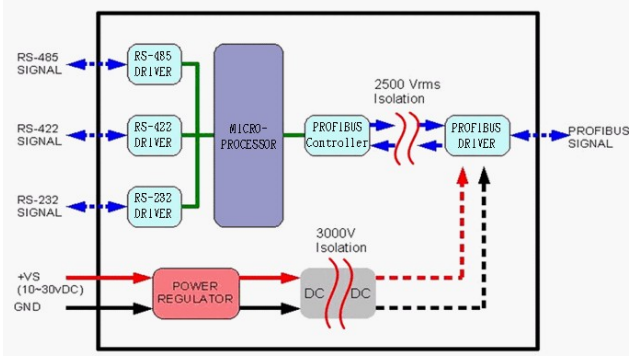 RS-485
SIGNAL
RS-485
DRIVER
RS-422
SIGNAL
RS-422
DRIVER
RS-232
SIGNAL
RS-232
DRIVER
MICRO-
PROCESSOR
PROFIBUS
Controller
2500 Vrms
Isolation
PROFIBUS
DRIVER
PROFIBUS
SIGNAL
3000V
Isolation
+VS
(10~30vDC)
GND
POWER
REGULATOR
DC
DC